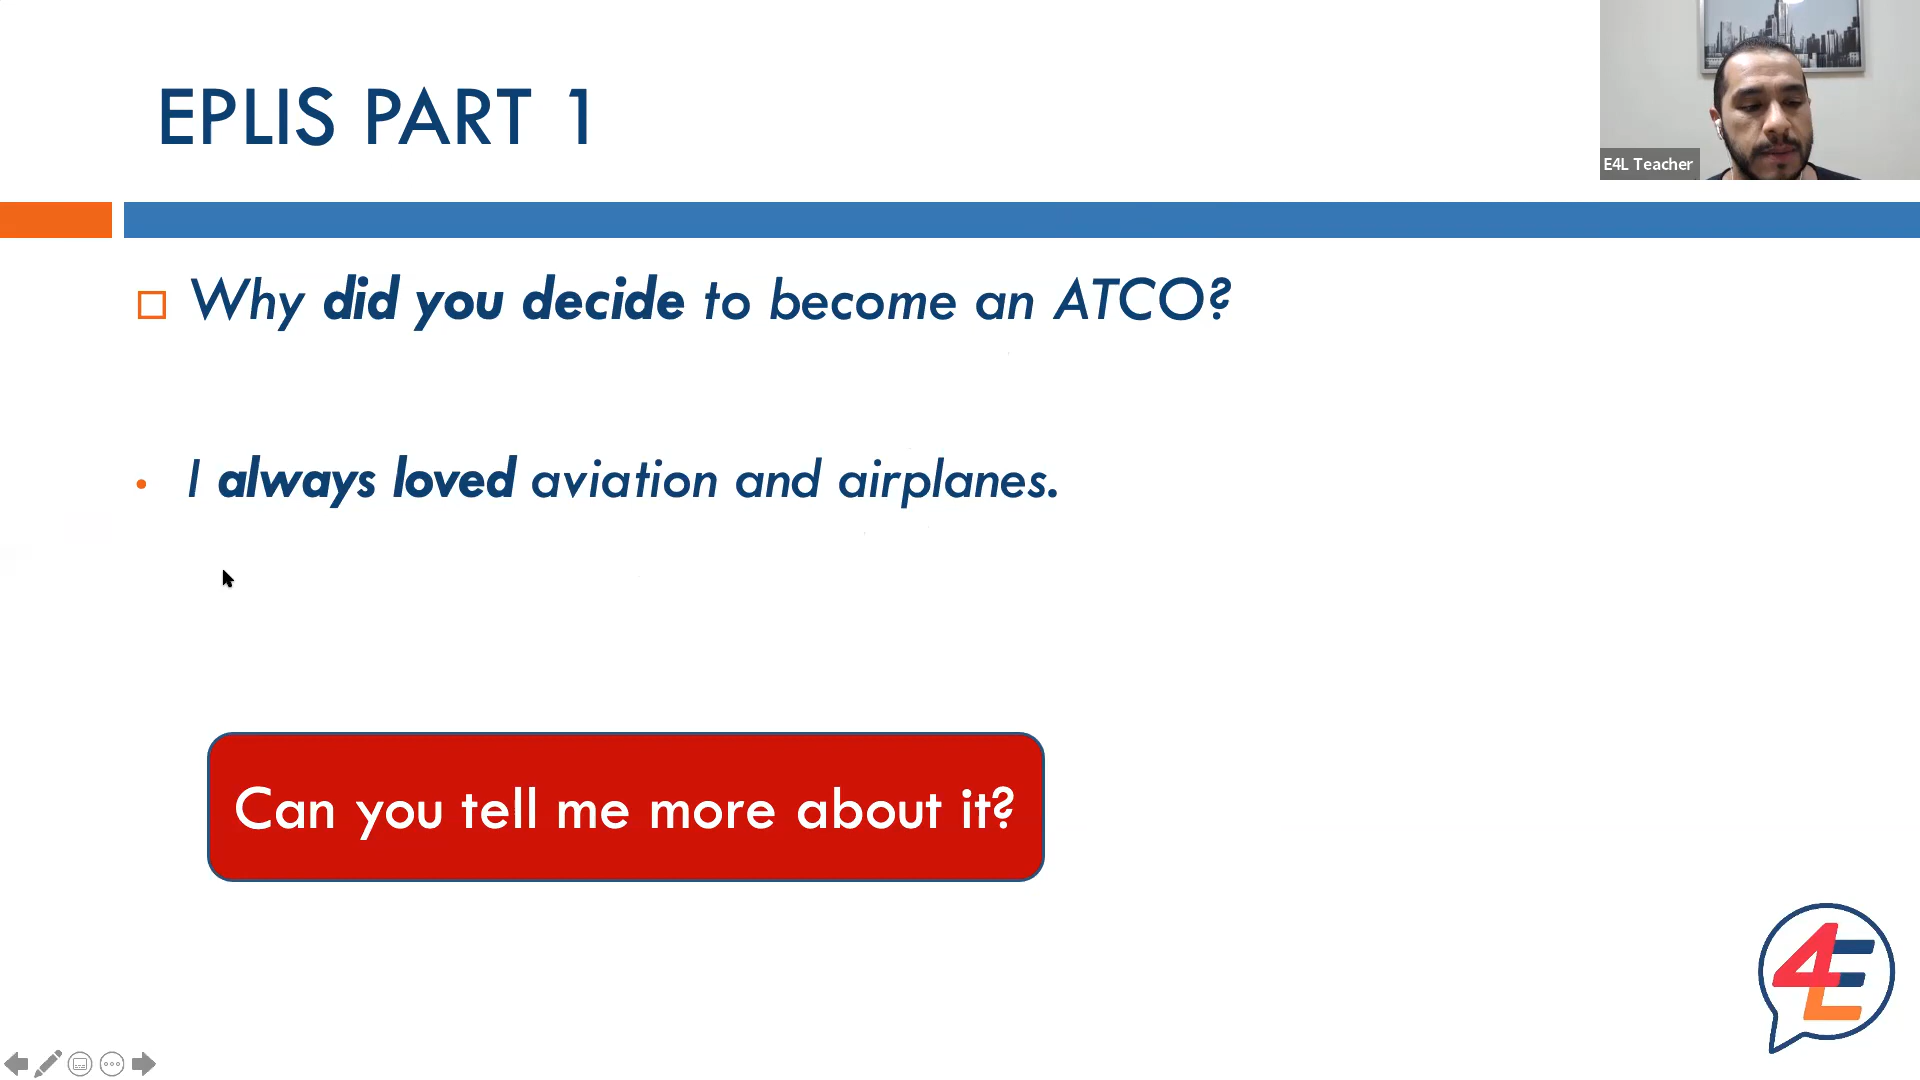 EPLIS PART 1
E4L Teacher
Why did you decide to become an ATCO?
I always loved aviation and airplanes.
Can you tell me more about it?
4EL